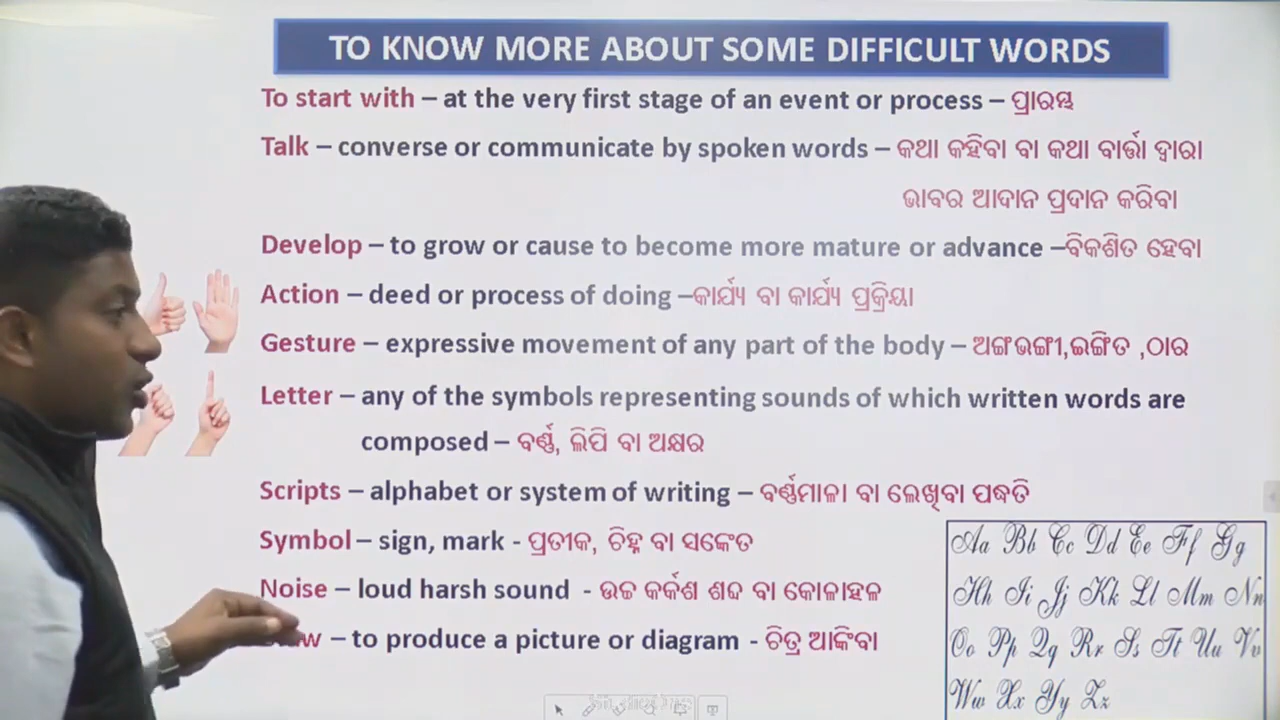 TO KNOW MORE ABOUT SOME DIFFICULT WORDS
To start with – at the very first stage of an event or process – ପ୍ରାରମ୍ଭ
Talk – converse or communicate by spoken words – କଥା କହିବା ବା କଥା ବାର୍ତ୍ତା ଦ୍ୱାରା
ଭାବର ଆଦାନ ପ୍ରଦାନ କରିବା
Develop – to grow or cause to become more mature or advance –ବିକଶିତ ହେବା
Action – deed or process of doing –କାର୍ଯ୍ୟ ବା କାର୍ଯ୍ୟ ପ୍ରକ୍ରିୟା
Gesture – expressive movement of any part of the body – ଅଙ୍ଗଭଙ୍ଗୀ,ଇଙ୍ଗିତ ,ଠାର
Letter – any of the symbols representing sounds of which written words are
composed – ବର୍ଣ୍ଣ, ଲିପି ବା ଅକ୍ଷର
Scripts – alphabet or system of writing – ବର୍ଣ୍ଣମାଳା ବା ଲେଖିବା ପଦ୍ଧତି
Symbol – sign, mark - ପ୍ରତୀକ, ଚିହ୍ନ ବା ସଙ୍କେତ
Noise – loud harsh sound - ଉଚ୍ଚ କର୍କଶ ଶବ୍ଦ ବା କୋଳାହଳ
– to produce a picture or diagram - ଚିତ୍ର ଆଙ୍କିବା
Aa Bb Cc Dd Ee Ff Gg
Hh Ii Jj Kk Ll Mm Nn
Oo Pp Qq Rr Ss Tt Uu Vv
Ww Xx Yy Zz